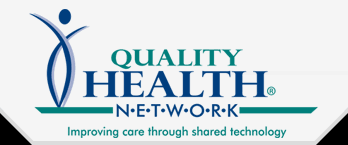 QUALITY
HEALTH®
N•E•T•W•O•R•K
Improving care through shared technology